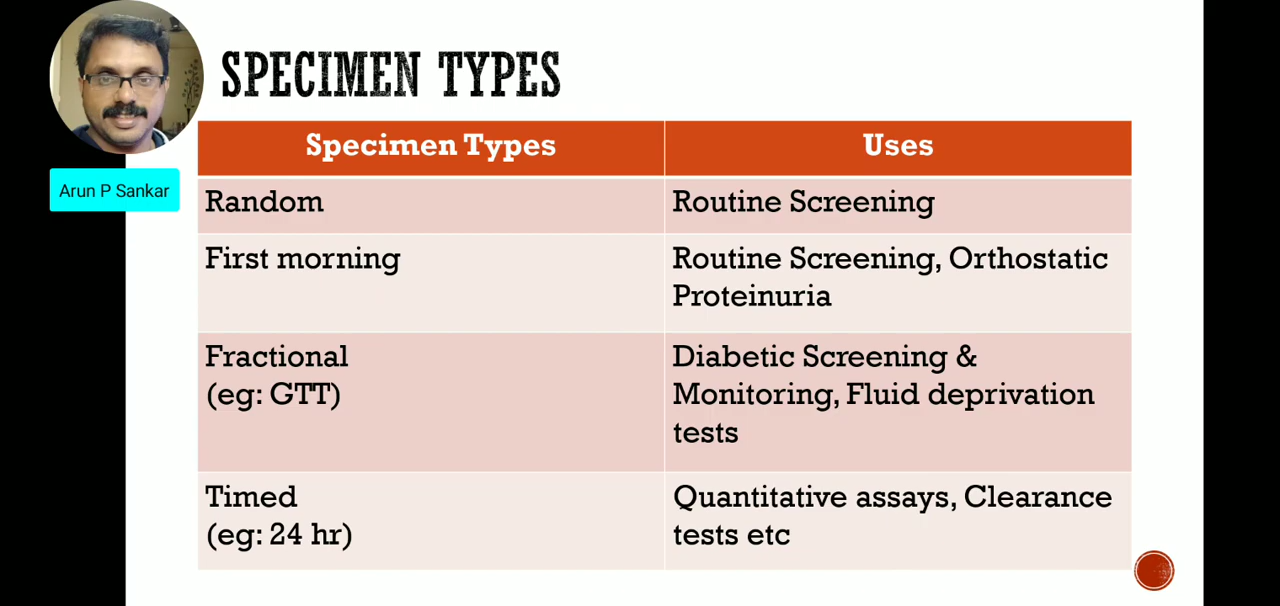 SPECIMEN TYPES
Arun P Sankar
Specimen Types
Uses
Random
Routine Screening
First morning
Routine Screening, Orthostatic
Proteinuria
Fractional
(eg: GTT)
Diabetic Screening &
Monitoring, Fluid deprivation
tests
Timed
(eg: 24 hr)
Quantitative assays, Clearance
tests etc